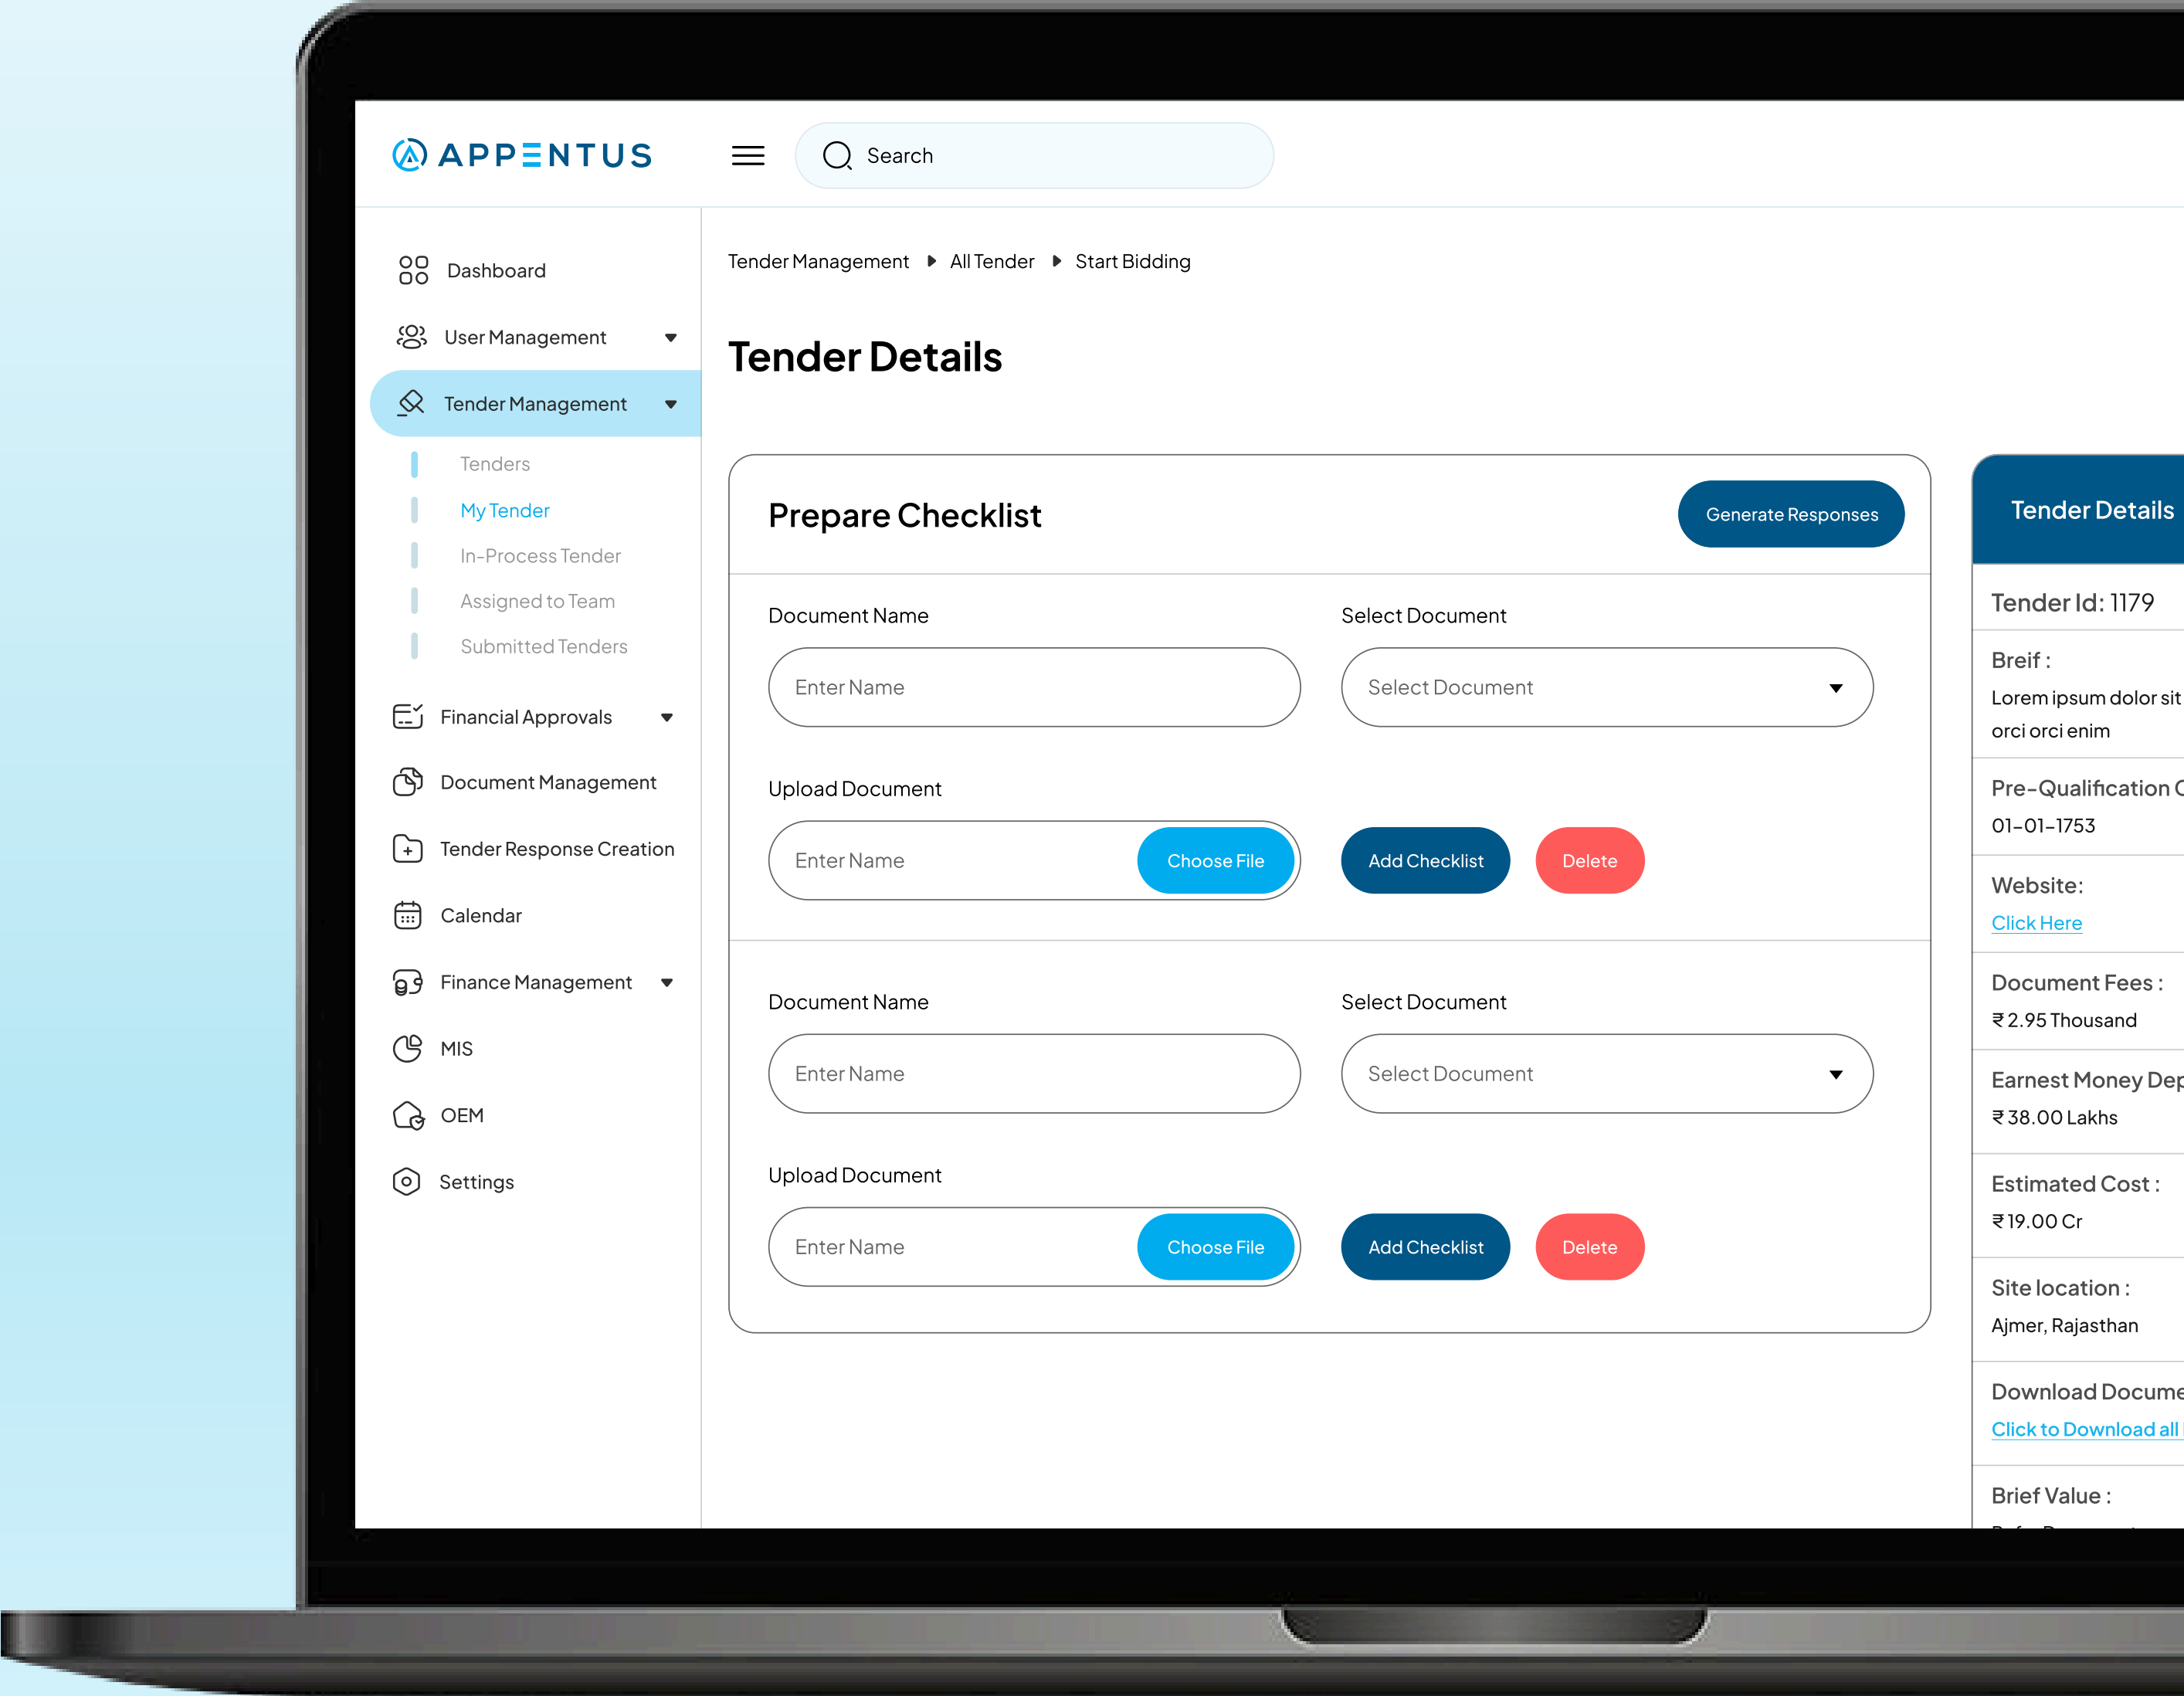 APPENTUS
Search
Dashboard
User Management
Tender Management
Tenders
My Tender
In-Process Tender
Assigned to Team
Submitted Tenders
Financial Approvals
Document Management
Tender Response Creation
Calendar
Finance Management
MIS
OEM
Settings
Tender Management All Tender Start Bidding
Tender Details
Prepare Checklist
Generate Responses
Document Name Select Document
Enter Name Select Document
Upload Document
Enter Name Choose File Add Checklist Delete
Document Name Select Document
Enter Name Select Document
Upload Document
Enter Name Choose File Add Checklist Delete
Tender Details
Tender Id: 1179
Breif :
Lorem ipsum dolor sit
orci orci enim
Pre-Qualification
01-01-1753
Website:
Click Here
Document Fees :
₹ 2.95 Thousand
Earnest Money
₹ 38.00 Lakhs
Estimated Cost :
₹ 19.00 Cr
Site location :
Ajmer, Rajasthan
Download
Click to Download all
Brief Value :